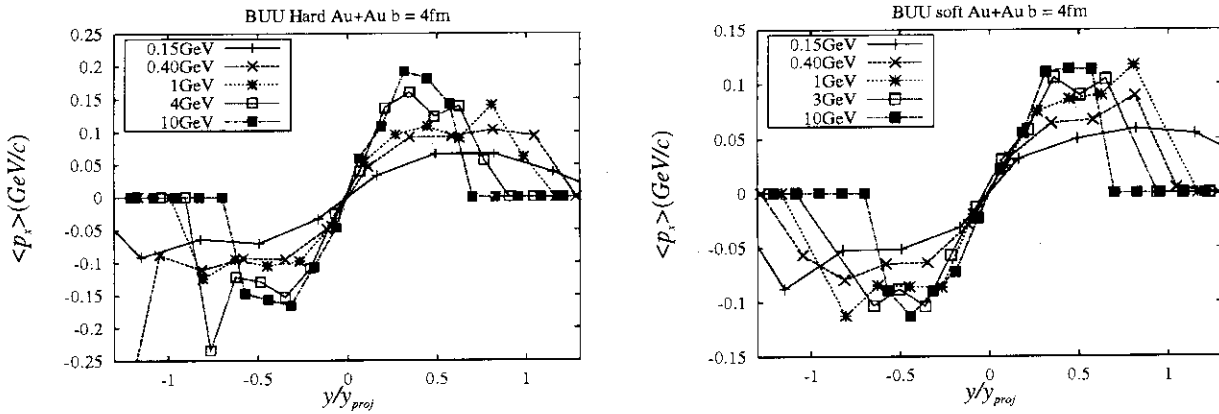 BUU Hard Au+Au b = 4fm
0.25
0.2
0.15
0.1
0.05
0
-0.05
-0.1
-0.15
-0.2
-0.25
0.15GeV
0.40GeV
1GeV
4GeV
10GeV
<p_x>(GeV/c)
-1
-0.5
0
0.5
1
y/y_proj
BUU soft Au+Au b = 4fm
0.15
0.1
0.05
0
-0.05
-0.1
-0.15
0.15GeV
0.40GeV
1GeV
3GeV
10GeV
<p_x>(GeV/c)
-1
-0.5
0
0.5
1
y/y_proj